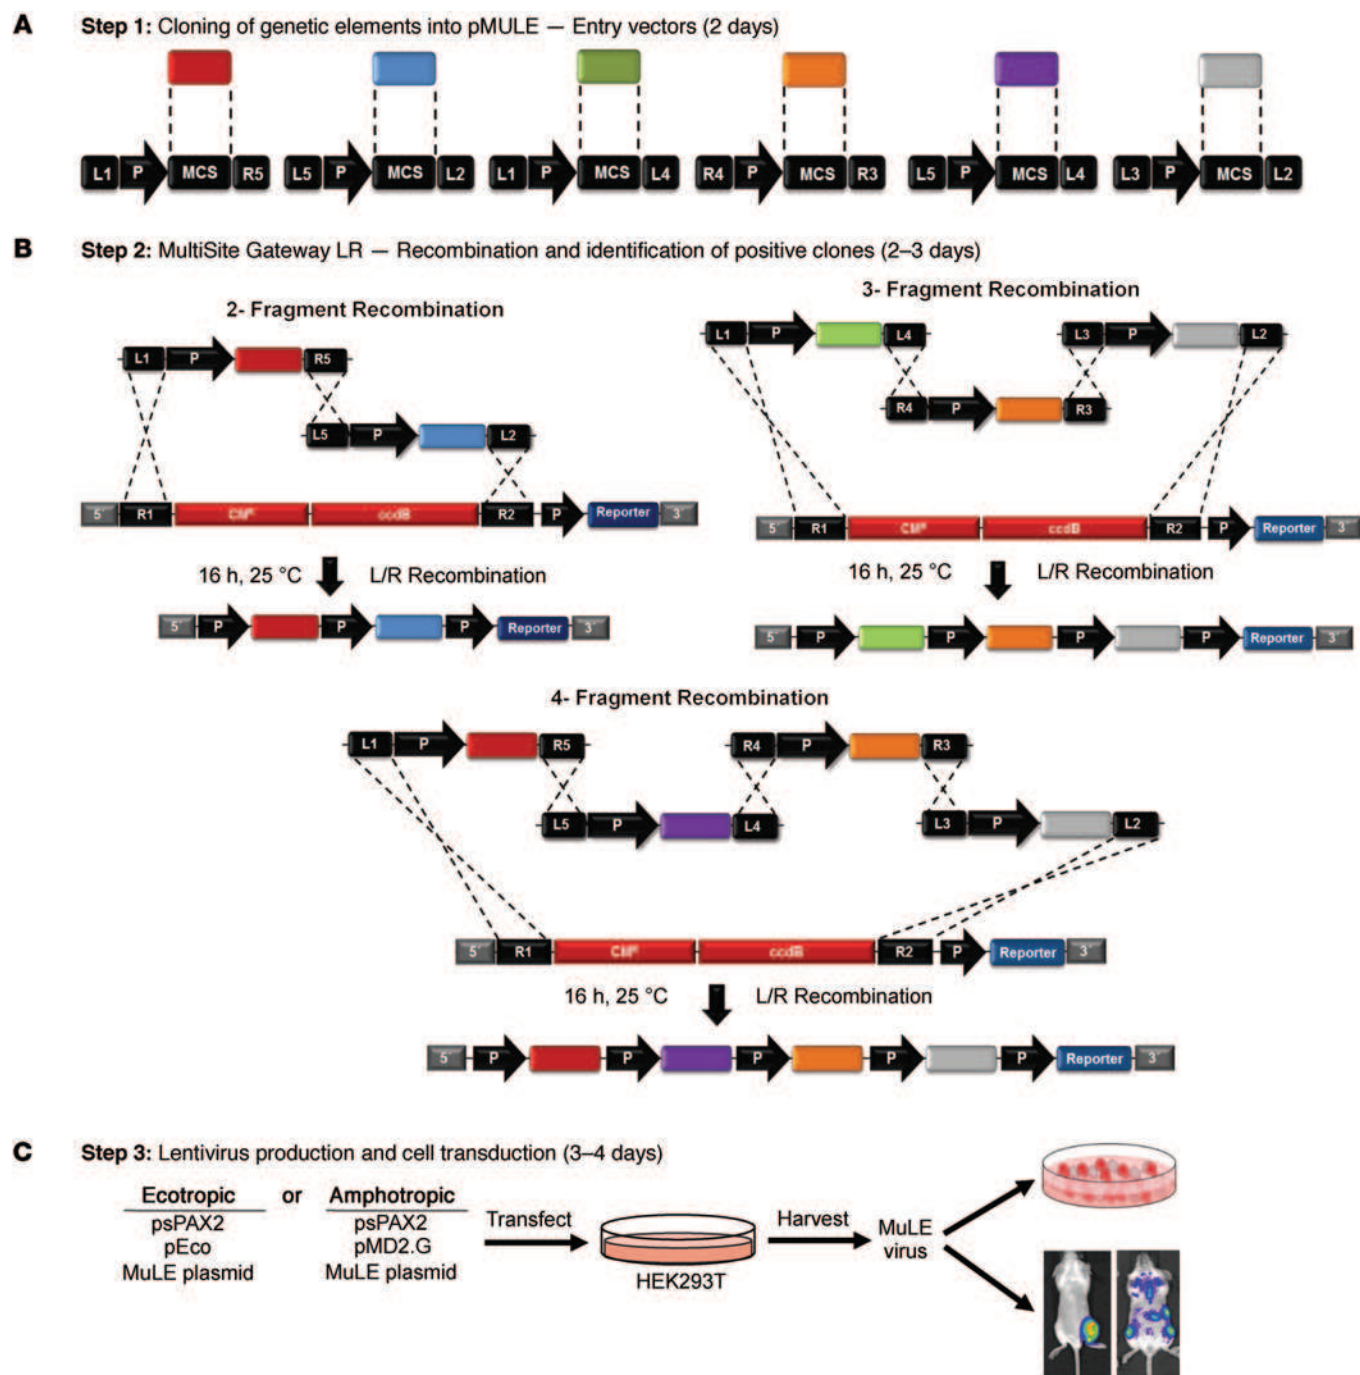 A Step 1: Cloning of genetic elements into pMULE — Entry vectors (2 days)
L1 P MCS R5 L5 P MCS L2 L1 P MCS L4 R4 P MCS R3 L5 P MCS L4 L3 P MCS L2
B Step 2: MultiSite Gateway LR — Recombination and identification of positive clones (2–3 days)
2- Fragment Recombination
L1 P R5
L5 P L2
5´ R1 CMᴿ ccdB R2 P Reporter 3´
16 h, 25 °C L/R Recombination
5´ P P P Reporter 3´
3- Fragment Recombination
L1 P L4 L3 P L2
R4 P R3
5´ R1 CMᴿ ccdB R2 P Reporter 3´
16 h, 25 °C L/R Recombination
5´ P P P P Reporter 3´
4- Fragment Recombination
L1 P R5 R4 P R3
L5 P L4 L3 P L2
5´ R1 CMᴿ ccdB R2 P Reporter 3´
16 h, 25 °C L/R Recombination
5´ P P P P P Reporter 3´
C Step 3: Lentivirus production and cell transduction (3–4 days)
Ecotropic or Amphotropic
psPAX2 psPAX2
pEco pMD2.G
MuLE plasmid MuLE plasmid
Transfect
HEK293T
Harvest
MuLE
virus